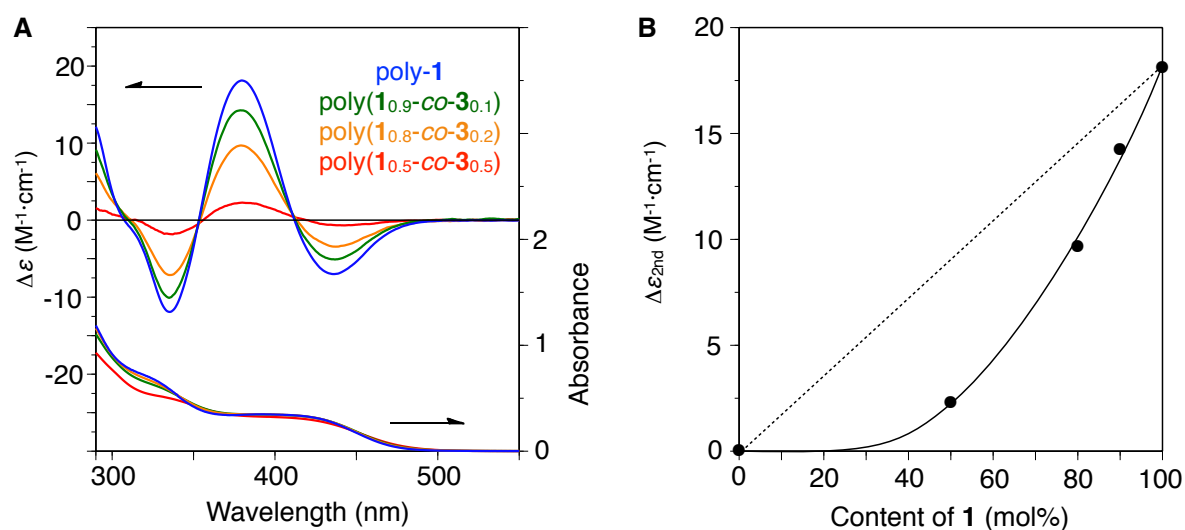 A
20
10
0
-10
-20
Δε (M⁻¹·cm⁻¹)
poly-1
poly(1₀.₉-co-3₀.₁)
poly(1₀.₈-co-3₀.₂)
poly(1₀.₅-co-3₀.₅)
2
1
0
Absorbance
300
400
500
Wavelength (nm)
B
20
15
10
5
0
Δε2nd (M⁻¹·cm⁻¹)
0
20
40
60
80
100
Content of 1 (mol%)